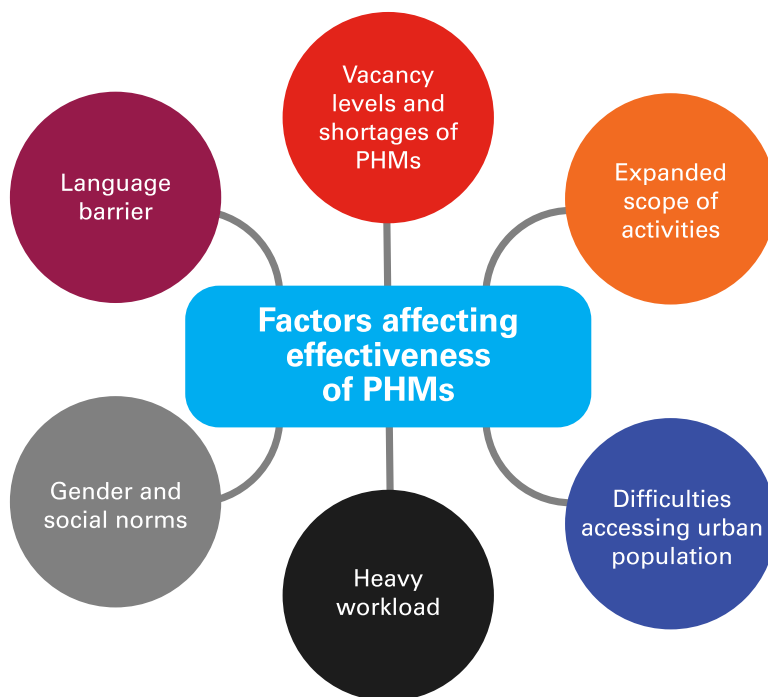 Vacancy
levels and
shortages of
PHMs
Language
barrier
Expanded
scope of
activities
Factors affecting
effectiveness
of PHMs
Gender and
social norms
Difficulties
accessing urban
population
Heavy
workload